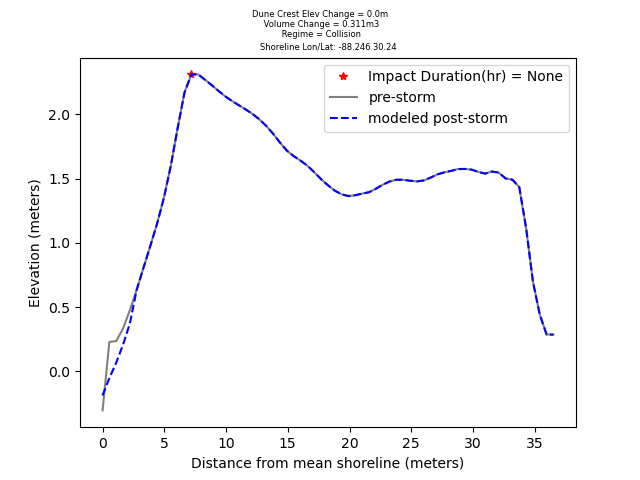 Dune Crest Elev Change = 0.0m
Volume Change = 0.311m3
Regime = Collision
Shoreline Lon/Lat: -88.246 30.24
Impact Duration(hr) = None
pre-storm
modeled post-storm
2.0
1.5
1.0
0.5
0.0
Elevation (meters)
0 5 10 15 20 25 30 35
Distance from mean shoreline (meters)